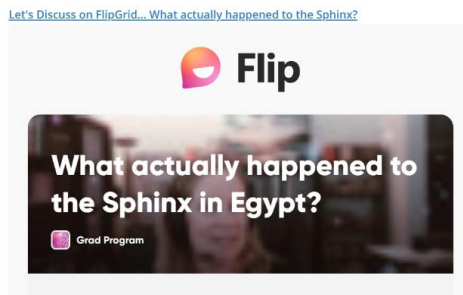 Let's Discuss on FlipGrid... What actually happened to the Sphinx?
Flip
What actually happened to
the Sphinx in Egypt?
Grad Program